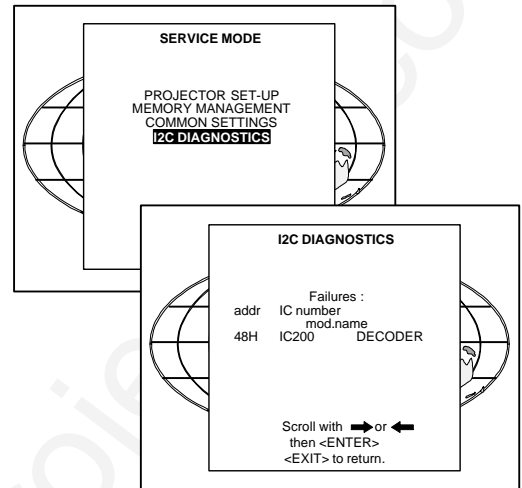 SERVICE MODE
PROJECTOR SET-UP
MEMORY MANAGEMENT
COMMON SETTINGS
I2C DIAGNOSTICS
I2C DIAGNOSTICS
Failures :
addr IC number
mod.name
48H IC200 DECODER
Scroll with or
then <ENTER>
<EXIT> to return.